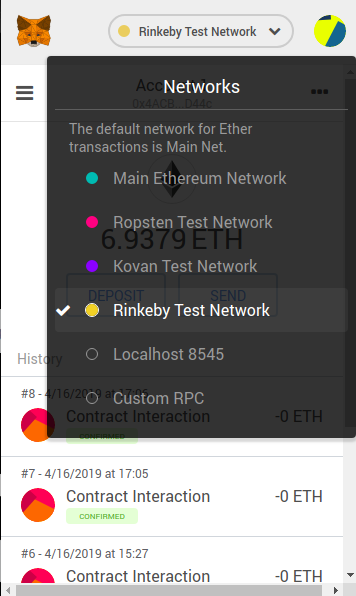 Rinkeby Test Network
Networks
0x4ACB...D44c
The default network for Ether
transactions is Main Net.
Main Ethereum Network
Ropsten Test Network
6.9379 ETH
Kovan Test Network
DEPOSIT
SEND
Rinkeby Test Network
Localhost 8545
History
#8 - 4/16/2019 at 17:05
Custom RPC
Contract Interaction
-0 ETH
CONFIRMED
#7 - 4/16/2019 at 17:05
Contract Interaction
-0 ETH
CONFIRMED
#6 - 4/16/2019 at 15:27
Contract Interaction
-0 ETH
CONFIRMED